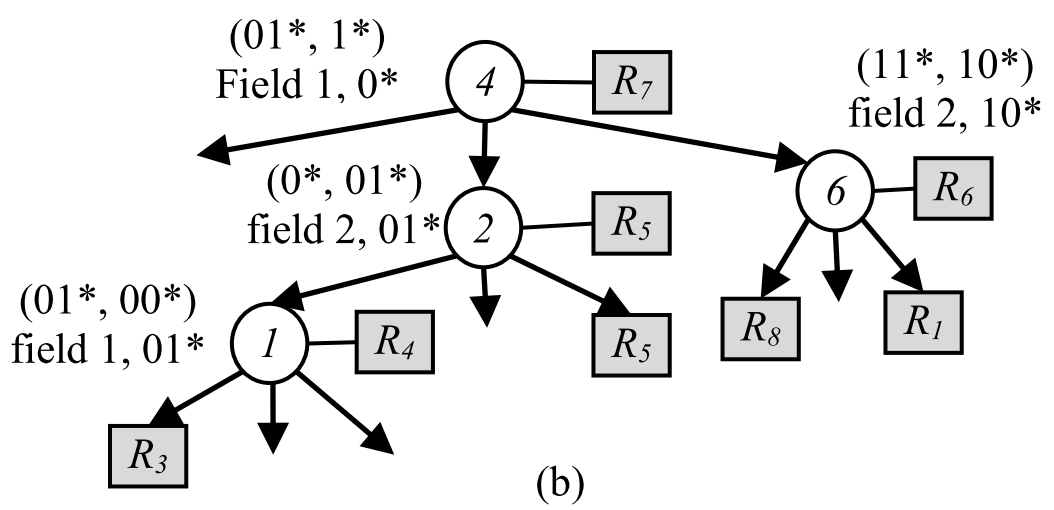 (01*, 1*)
Field 1, 0*
4
R7
(11*, 10*)
field 2, 10*
6
R6
(0*, 01*)
field 2, 01*
2
R5
(01*, 00*)
field 1, 01*
1
R4
R5
R8
R1
R3
(b)